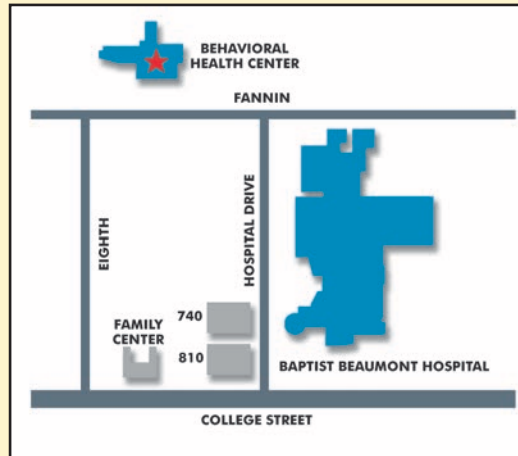 BEHAVIORAL
HEALTH CENTER
FANNIN
EIGHTH
HOSPITAL DRIVE
740
FAMILY
CENTER
810
BAPTIST BEAUMONT HOSPITAL
COLLEGE STREET